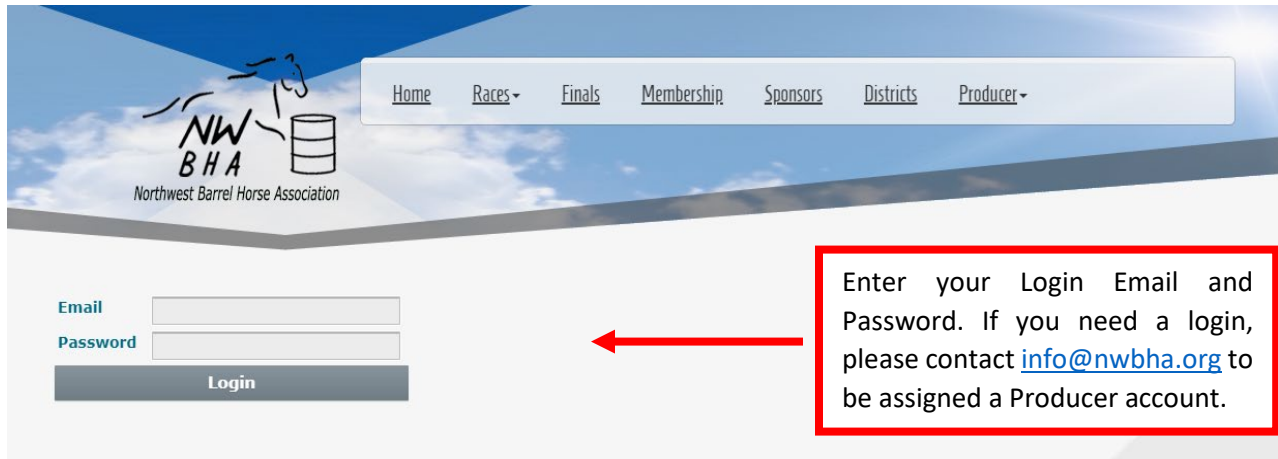 Home Races Finals Membership Sponsors Districts Producer
NW
BHA
Northwest Barrel Horse Association
Email
Password
Login
Enter your Login Email and
Password. If you need a login,
please contact info@nwbha.org to
be assigned a Producer account.